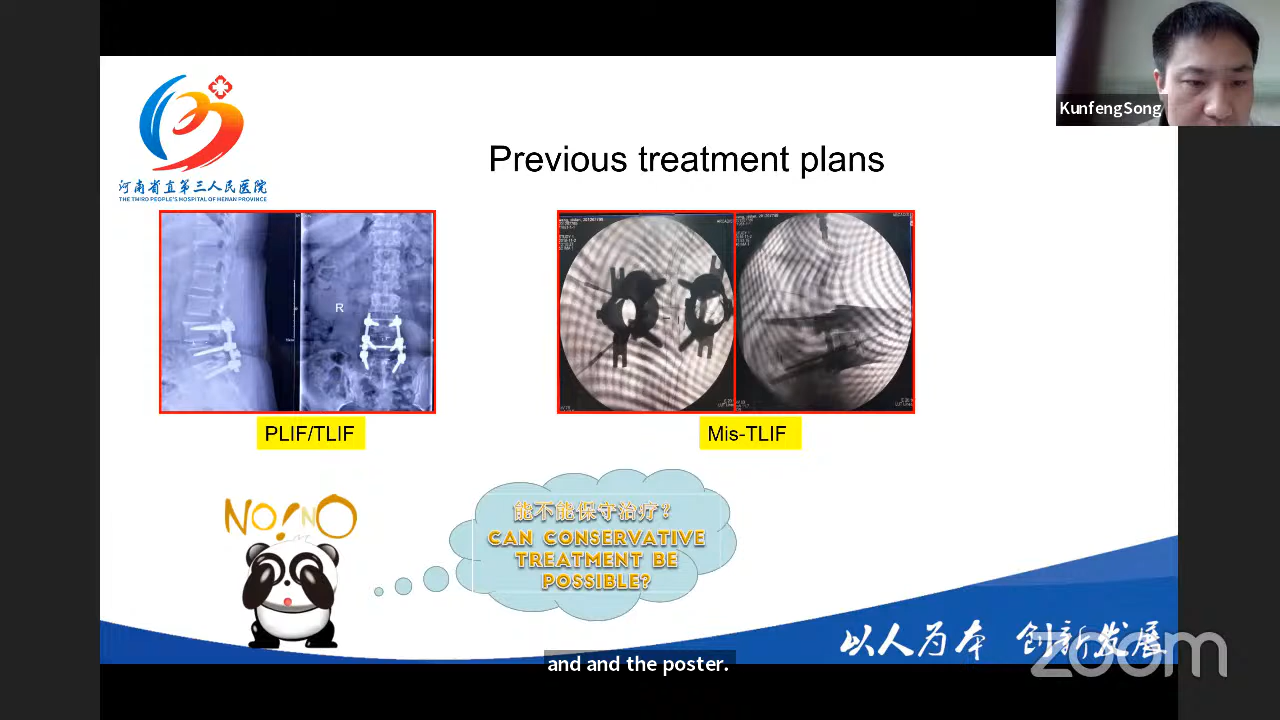 KunfengSong
河南省直第三人民医院
THE THIRD PEOPLE'S HOSPITAL OF HENAN PROVINCE
Previous treatment plans
R
PLIF/TLIF
Mis-TLIF
NO!NO
能不能保守治疗？
CAN CONSERVATIVE
TREATMENT BE
POSSIBLE?
以人为本 创新发展
zoom
and and the poster.